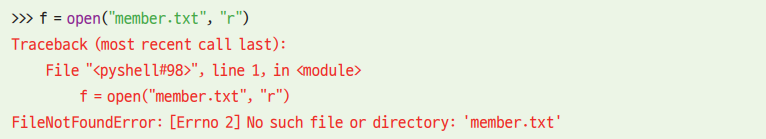 >>> f = open("member.txt", "r")
Traceback (most recent call last):
File "<pyshell#98>", line 1, in <module>
f = open("member.txt", "r")
FileNotFoundError: [Errno 2] No such file or directory: 'member.txt'